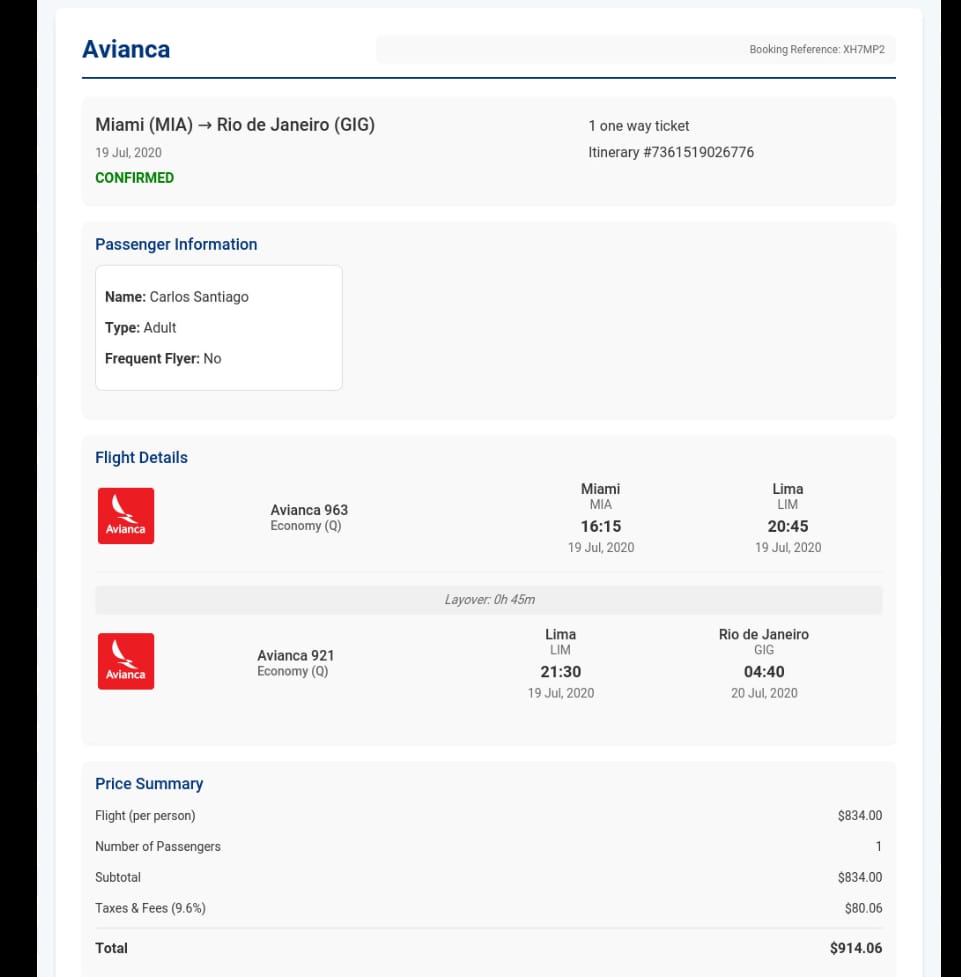 Avianca
Booking Reference: XH7MP2
Miami (MIA) → Rio de Janeiro (GIG)
19 Jul, 2020
CONFIRMED
1 one way ticket
Itinerary #7361519026776
Passenger Information
Name: Carlos Santiago
Type: Adult
Frequent Flyer: No
Flight Details
Avianca
Avianca 963
Economy (Q)
Miami
MIA
16:15
19 Jul, 2020
Lima
LIM
20:45
19 Jul, 2020
Layover: 0h 45m
Avianca
Avianca 921
Economy (Q)
Lima
LIM
21:30
19 Jul, 2020
Rio de Janeiro
GIG
04:40
20 Jul, 2020
Price Summary
Flight (per person) $834.00
Number of Passengers 1
Subtotal $834.00
Taxes & Fees (9.6%) $80.06
Total $914.06